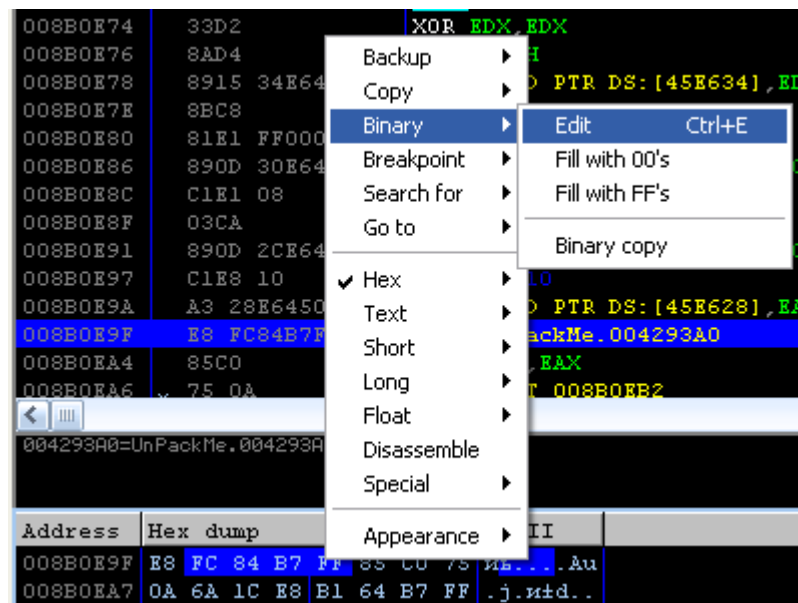 008B0E74 33D2 XOR EDX,EDX
008B0E76 8AD4 H
008B0E78 8915 34E64 PTR DS:[45E634],
008B0E7E 8BC8
008B0E80 81E1 FF000
008B0E86 890D 30E64
008B0E8C C1E1 08
008B0E8F 03CA
008B0E91 890D 2CE64
008B0E97 C1E8 10 10
008B0E9A A3 28E6450 PTR DS:[45E628],
008B0E9F E8 FC84B7F ackMe.004293A0
008B0EA4 85C0 ,EAX
008B0EA6 75 0A T 008B0EB2
Backup
Copy
Binary
Breakpoint
Search for
Go to
Hex
Text
Short
Long
Float
Disassemble
Special
Appearance
Edit Ctrl+E
Fill with 00's
Fill with FF's
Binary copy
004293A0=UnPackMe.004293A
Address Hex dump II
008B0E9F E8 FC 84 B7 FF 85 C0 75 ...Au
008B0EA7 0A 6A 1C E8 B1 64 B7 FF .j.и±d..